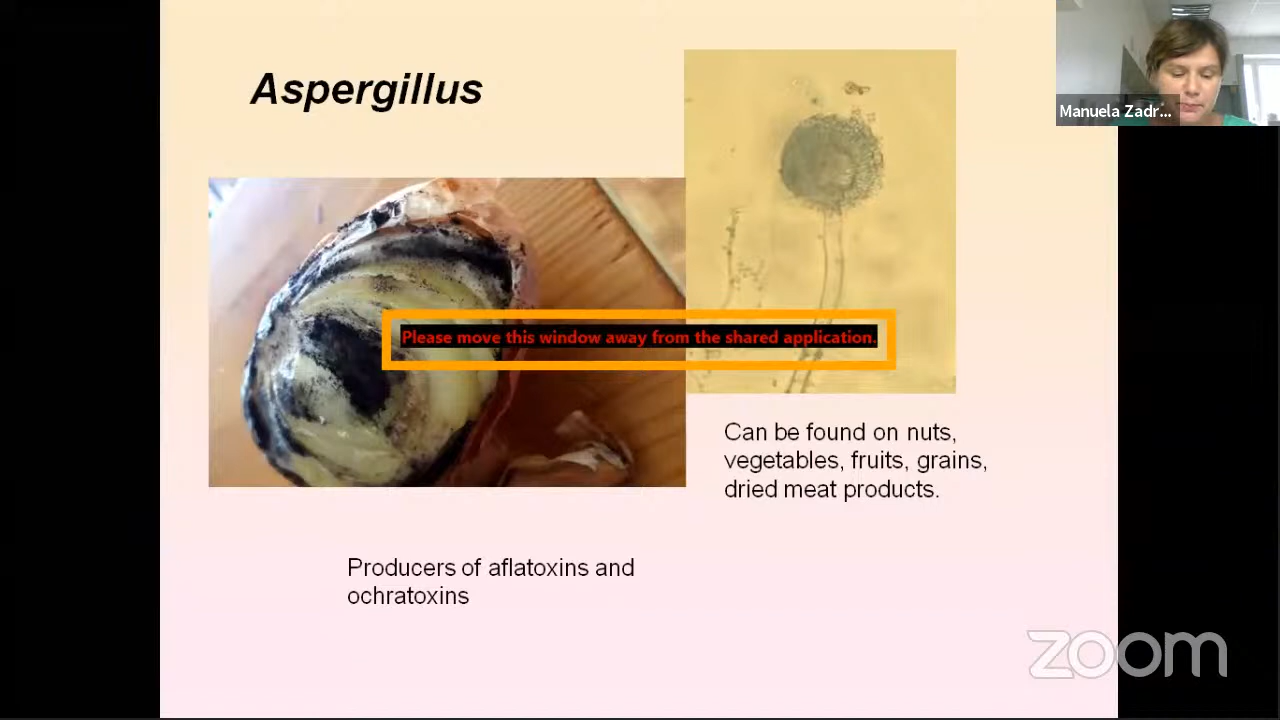 Aspergillus
Manuela Zadr...
Please move this window away from the shared application.
Can be found on nuts,
vegetables, fruits, grains,
dried meat products.
Producers of aflatoxins and
ochratoxins
zoom